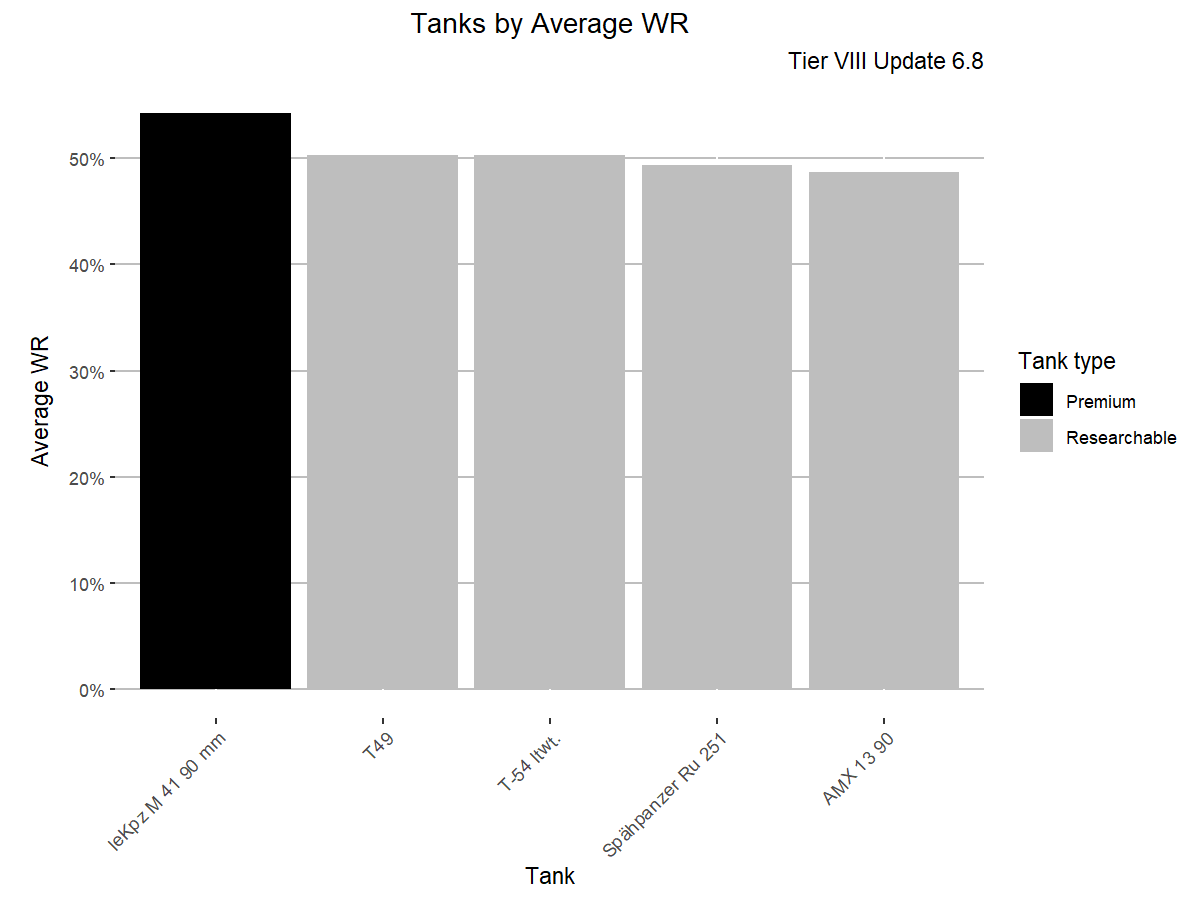 Tanks by Average WR
Tier VIII Update 6.8
Average WR
50%
40%
30%
20%
10%
0%
leKpz M 41 90 mm
T49
T-54 ltwt.
Spähpanzer Ru 251
AMX 13 90
Tank
Tank type
Premium
Researchable